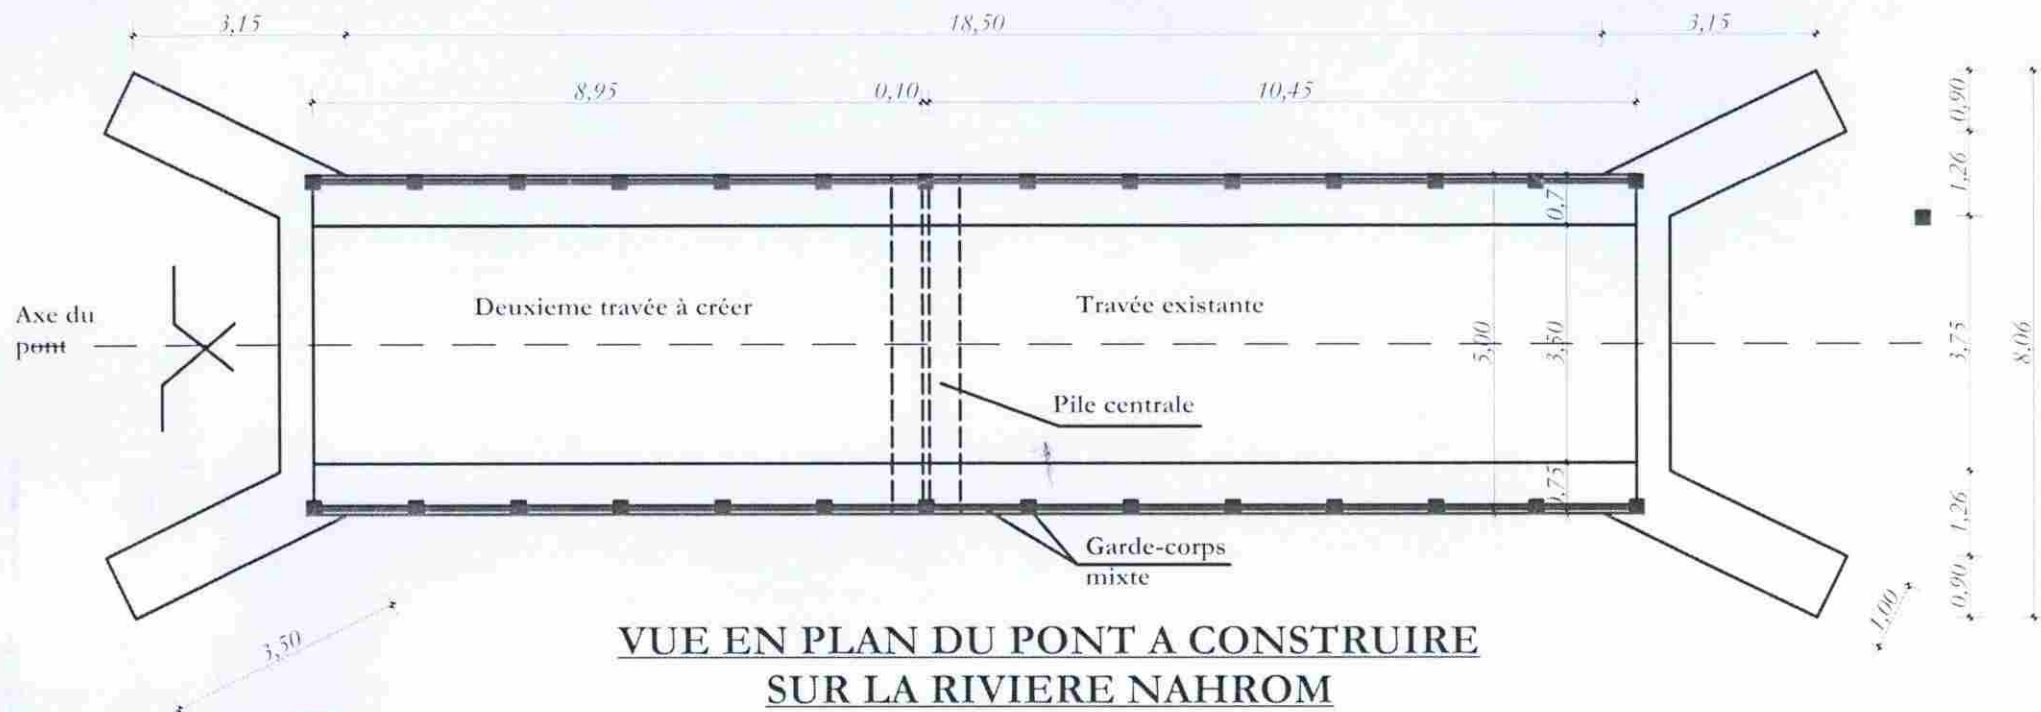 3,15 18,50 3,15
8,95 0,10 10,45
0,90
1,26
0,7
Deuxieme travée à créer
Travée existante
Axe du
pont
5,00
3,50
3,75
8,06
Pile centrale
0,75
1,26
Garde-corps
mixte
0,90
1,00
3,50
VUE EN PLAN DU PONT A CONSTRUIRE
SUR LA RIVIERE NAHROM